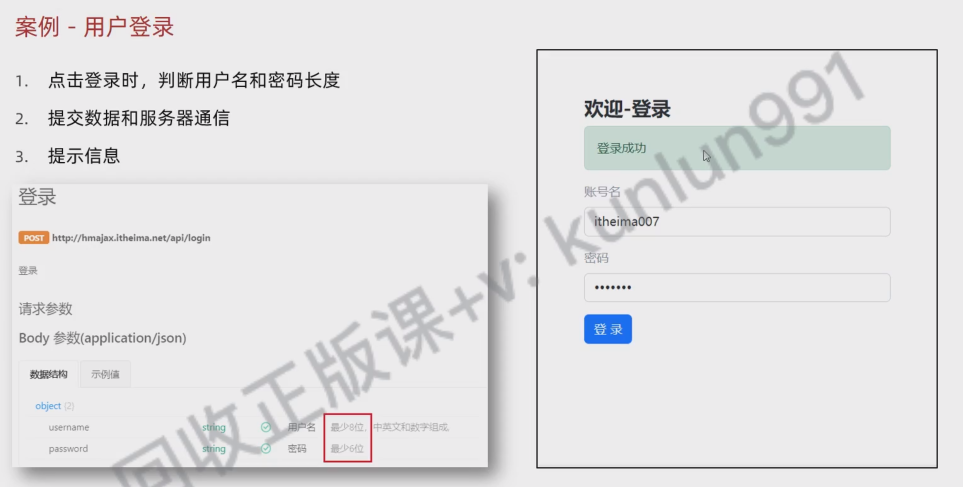 案例 - 用户登录
1. 点击登录时，判断用户名和密码长度
2. 提交数据和服务器通信
3. 提示信息
登录
POST http://hmajax.itheima.net/api/login
登录
请求参数
Body 参数(application/json)
数据结构 示例值
object (2)
username string 用户名 最少8位, 中英文和数字组成,
password string 密码 最少6位
欢迎-登录
登录成功
账号名
itheima007
密码
•••••••
登 录
回收正版课+v: kunlun991